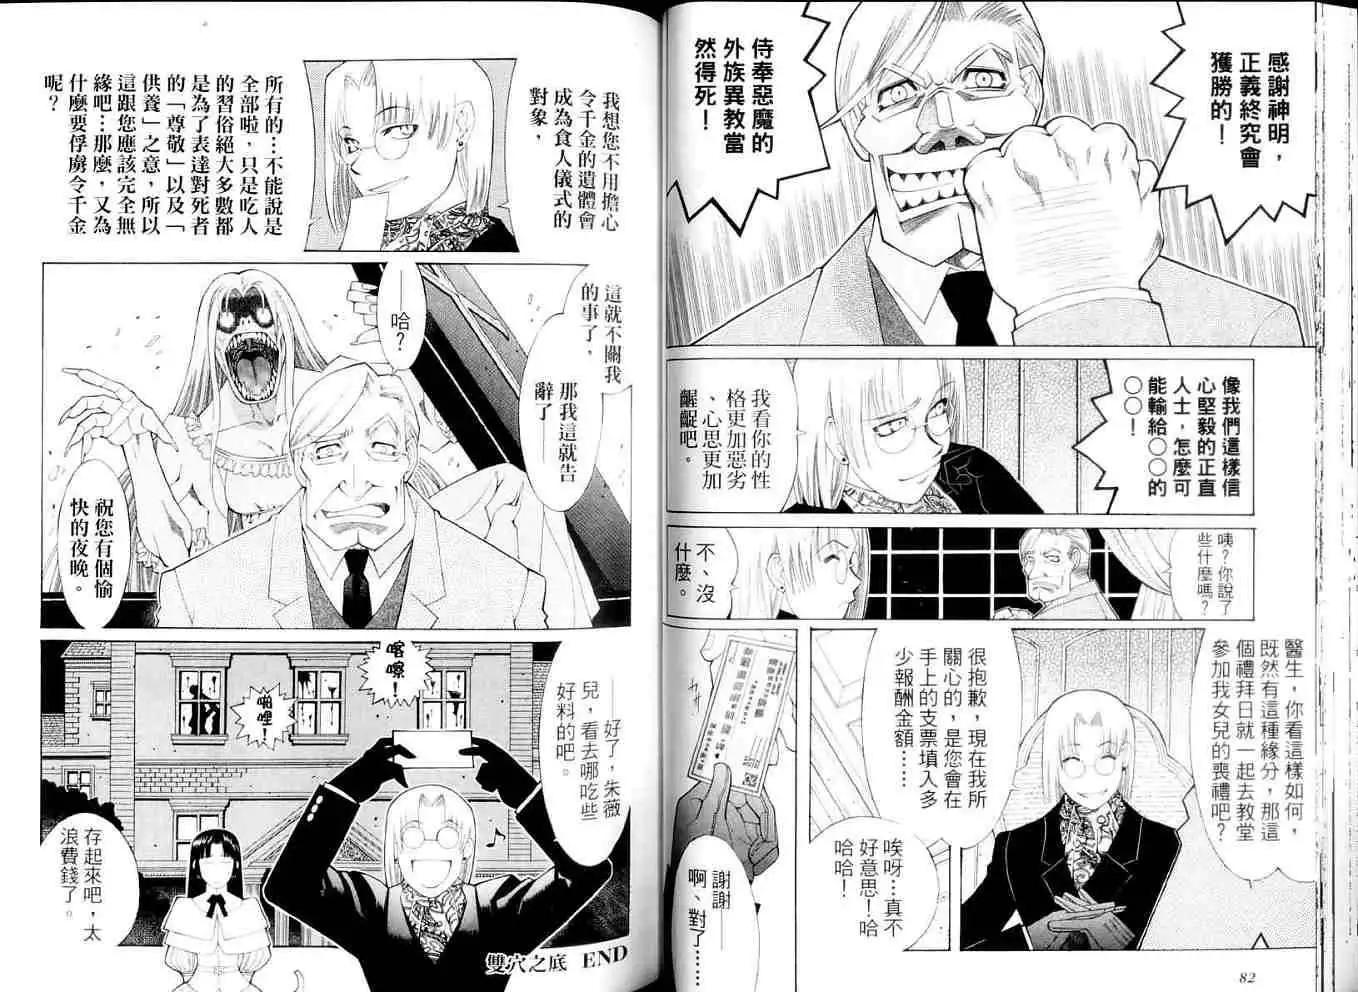 感謝神明，
正義終究會
獲勝的！
侍奉惡魔的
外族異教當
然得死！
像我們這樣信
心堅毅的正直
人士，怎麼可
能輸給○○的
○○！
我看你的性
格更加惡劣
、心思更加
齷齪吧。
咦？你說了
些什麼嗎？
不、沒
什麼。
醫生，你看這樣如何，
既然有這種緣分，那這
個禮拜日就一起去教堂
參加我女兒的喪禮吧？
很抱歉，現在我所
關心的，是您會在
手上的支票填入多
少報酬金額……
唉呀…真不
好意思！哈
哈哈！
謝謝
啊、對了……
82
我想您不用擔心
令千金的遺體會
成為食人儀式的
對象，
所有的…不能說是
全部啦，只是吃人
的習俗絕大多數都
是為了表達對死者
的「尊敬」以及「
供養」之意，所以
這跟您應該完全無
緣吧…那麼，又為
什麼要俘虜令千金
呢？
這就不關我
的事了，
那我這就告
辭了
——
哈？
祝您有個愉
快的夜晚。
喀嚓！
啪哩！
——好了，朱薇
兒，看去哪吃些
好料的吧。
存起來吧，太
浪費錢了。
雙穴之底 END